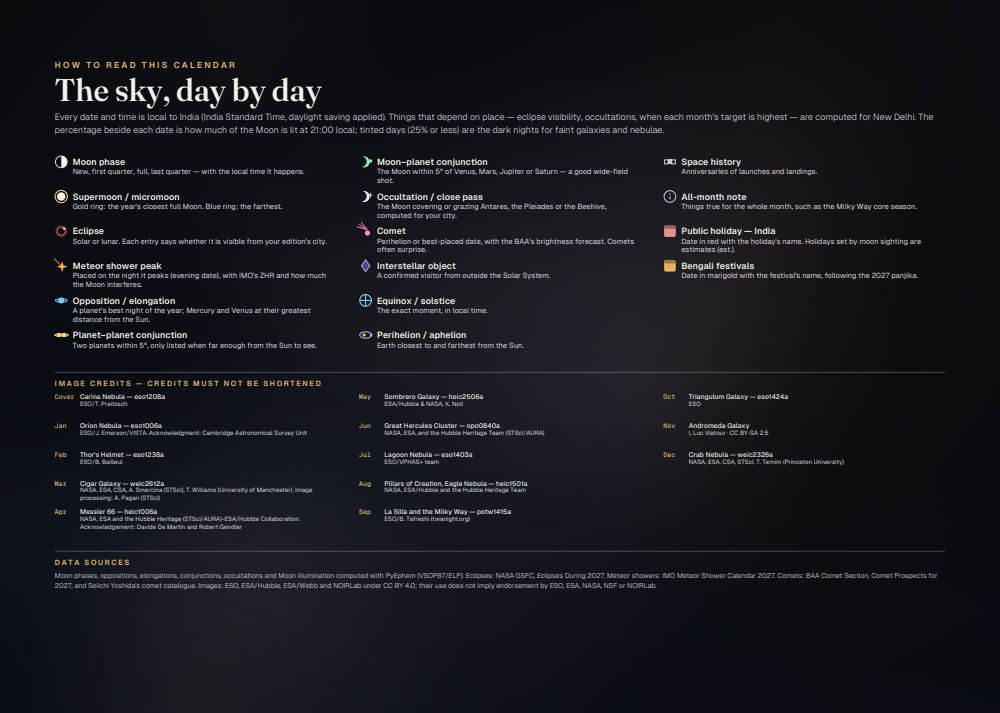 HOW TO READ THIS CALENDAR
The sky, day by day
Every date and time is local to India (India Standard Time, daylight saving applied). Things that depend on place — eclipse visibility, occultations, when each month's target is highest — are computed for New Delhi. The
percentage beside each date is how much of the Moon is lit at 21:00 local; tinted days (25% or less) are the dark nights for faint galaxies and nebulae.
Moon phase
New, first quarter, full, last quarter — with the local time it happens.
Supermoon / micromoon
Gold ring: the year's closest full Moon. Blue ring: the farthest.
Eclipse
Solar or lunar. Each entry says whether it is visible from your edition's city.
Meteor shower peak
Placed on the night it peaks (evening date), with IMO's ZHR and how much
the Moon interferes.
Opposition / elongation
A planet's best night of the year; Mercury and Venus at their greatest
distance from the Sun.
Planet–planet conjunction
Two planets within 5°, only listed when far enough from the Sun to see.
Moon–planet conjunction
The Moon within 5° of Venus, Mars, Jupiter or Saturn — a good wide-field
shot.
Occultation / close pass
The Moon covering or grazing Antares, the Pleiades or the Beehive,
computed for your city.
Comet
Perihelion or best-placed date, with the BAA's brightness forecast. Comets
often surprise.
Interstellar object
A confirmed visitor from outside the Solar System.
Equinox / solstice
The exact moment, in local time.
Perihelion / aphelion
Earth closest to and farthest from the Sun.
Space history
Anniversaries of launches and landings.
All-month note
Things true for the whole month, such as the Milky Way core season.
Public holiday — India
Date in red with the holiday's name. Holidays set by moon sighting are
estimates (est.).
Bengali festivals
Date in marigold with the festival's name, following the 2027 panjika.
IMAGE CREDITS — CREDITS MUST NOT BE SHORTENED
Cover Carina Nebula — eso1208a
ESO/T. Preibisch
Jan Orion Nebula — eso1006a
ESO/J. Emerson/VISTA. Acknowledgment: Cambridge Astronomical Survey Unit
Feb Thor's Helmet — eso1238a
ESO/B. Bailleul
Mar Cigar Galaxy — weic2612a
NASA, ESA, CSA, A. Smercina (STScI), T. Williams (University of Manchester). Image
processing: A. Pagan (STScI)
Apr Messier 66 — heic1006a
NASA, ESA and the Hubble Heritage (STScI/AURA)-ESA/Hubble Collaboration.
Acknowledgement: Davide De Martin and Robert Gendler
May Sombrero Galaxy — heic2506a
ESA/Hubble & NASA, K. Noll
Jun Great Hercules Cluster — opo0840a
NASA, ESA, and the Hubble Heritage Team (STScI/AURA)
Jul Lagoon Nebula — eso1403a
ESO/VPHAS+ team
Aug Pillars of Creation, Eagle Nebula — heic1501a
NASA, ESA/Hubble and the Hubble Heritage Team
Sep La Silla and the Milky Way — potw1415a
ESO/B. Tafreshi (twanight.org)
Oct Triangulum Galaxy — eso1424a
ESO
Nov Andromeda Galaxy
I, Luc Viatour · CC BY-SA 2.5
Dec Crab Nebula — weic2326a
NASA, ESA, CSA, STScI, T. Temim (Princeton University)
DATA SOURCES
Moon phases, oppositions, elongations, conjunctions, occultations and Moon illumination computed with PyEphem (VSOP87/ELP). Eclipses: NASA GSFC, Eclipses During 2027. Meteor showers: IMO Meteor Shower Calendar 2027. Comets: BAA Comet Section, Comet Prospects for
2027, and Seiichi Yoshida's comet catalogue. Images: ESO, ESA/Hubble, ESA/Webb and NOIRLab under CC BY 4.0; their use does not imply endorsement by ESO, ESA, NASA, NSF or NOIRLab.